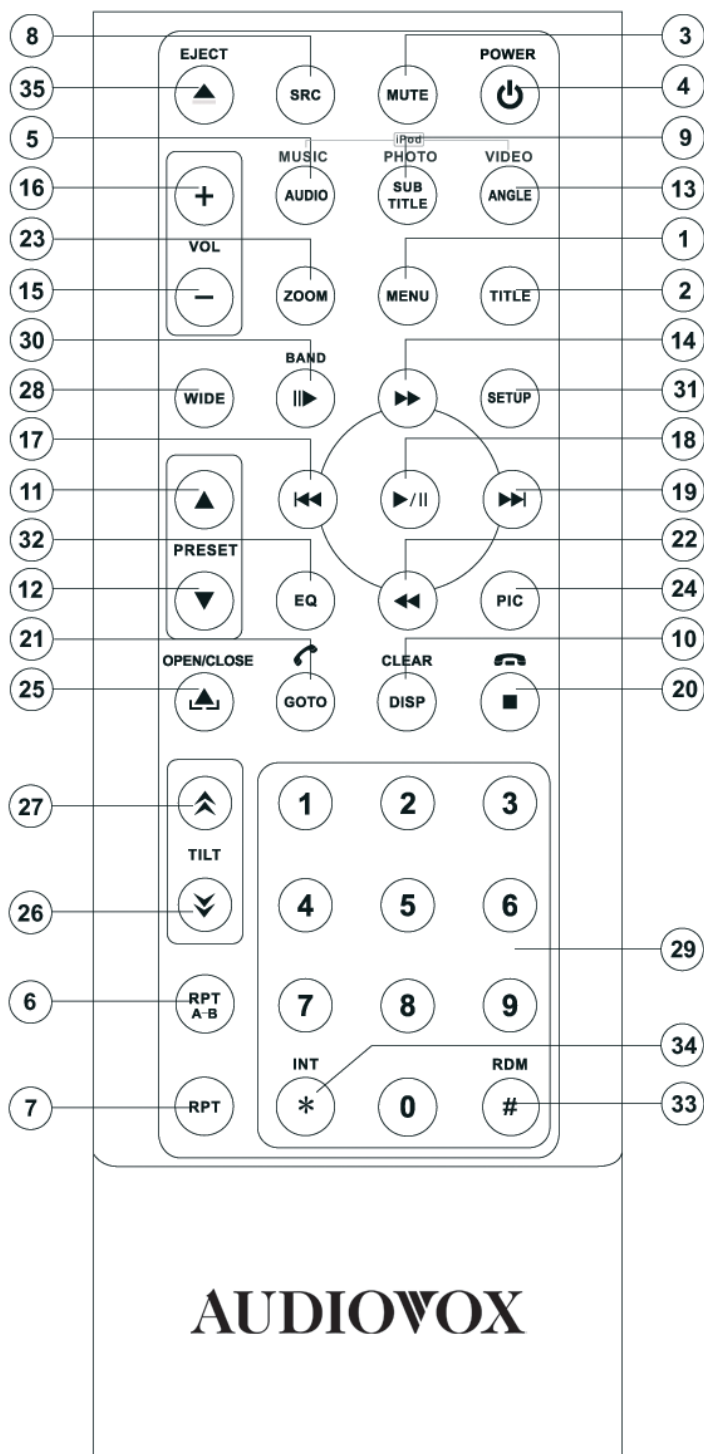 8 3
EJECT POWER
35 SRC MUTE 4
5 iPod 9
MUSIC PHOTO VIDEO
16 + AUDIO SUB TITLE ANGLE 13
23 VOL 1
15 − ZOOM MENU TITLE 2
30 BAND 14
28 WIDE SETUP 31
17 18
11 ▶/II 19
32 PRESET 22
12 EQ PIC 24
21 10
OPEN/CLOSE CLEAR
25 GOTO DISP 20
27 1 2 3
TILT
26 4 5 6
29
6 RPT A-B 7 8 9
INT RDM 34
7 RPT * 0 # 33
AUDIOVOX